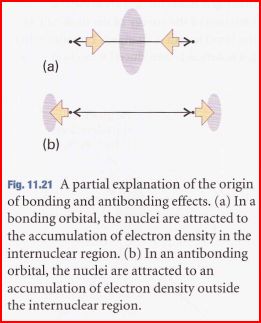 (a)
(b)
Fig. 11.21 A partial explanation of the origin
of bonding and antibonding effects. (a) In a
bonding orbital, the nuclei are attracted to
the accumulation of electron density in the
internuclear region. (b) In an antibonding
orbital, the nuclei are attracted to an
accumulation of electron density outside
the internuclear region.